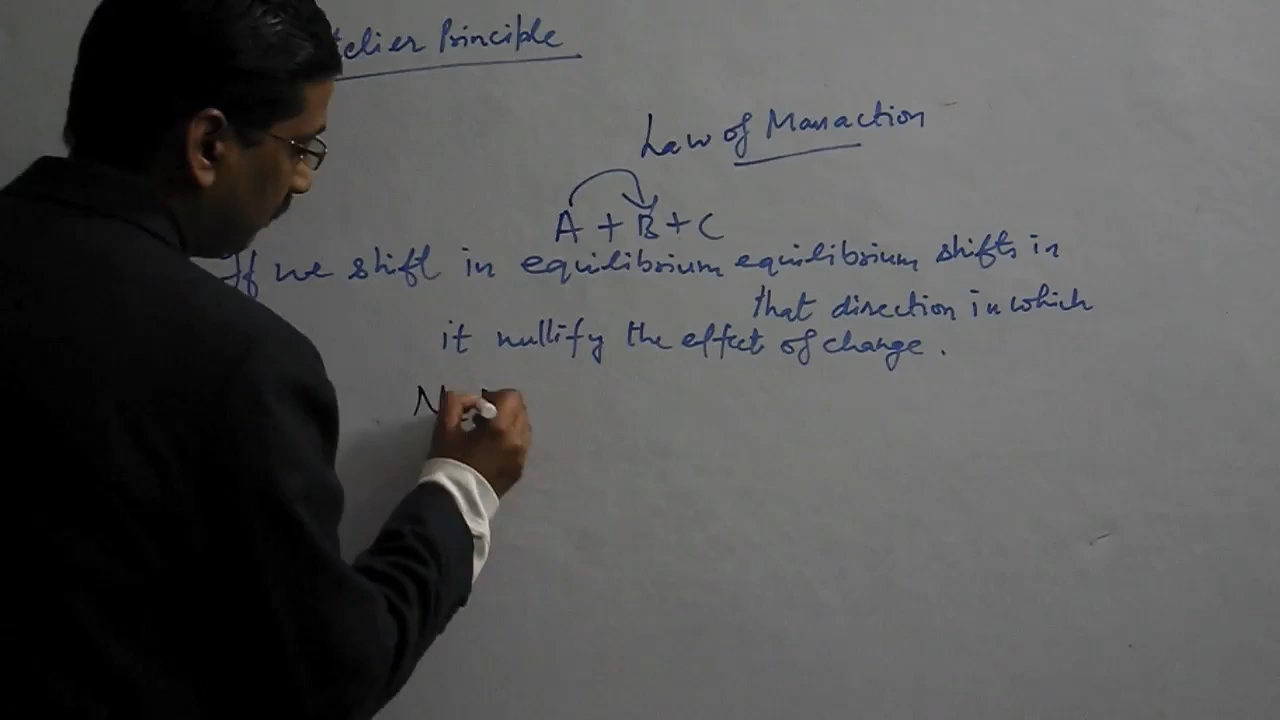 telier Principle
Law of Massaction
A + B + C
If we shift in equilibrium equilibrium shifts in
that direction in which
it nullify the effect of change.
N